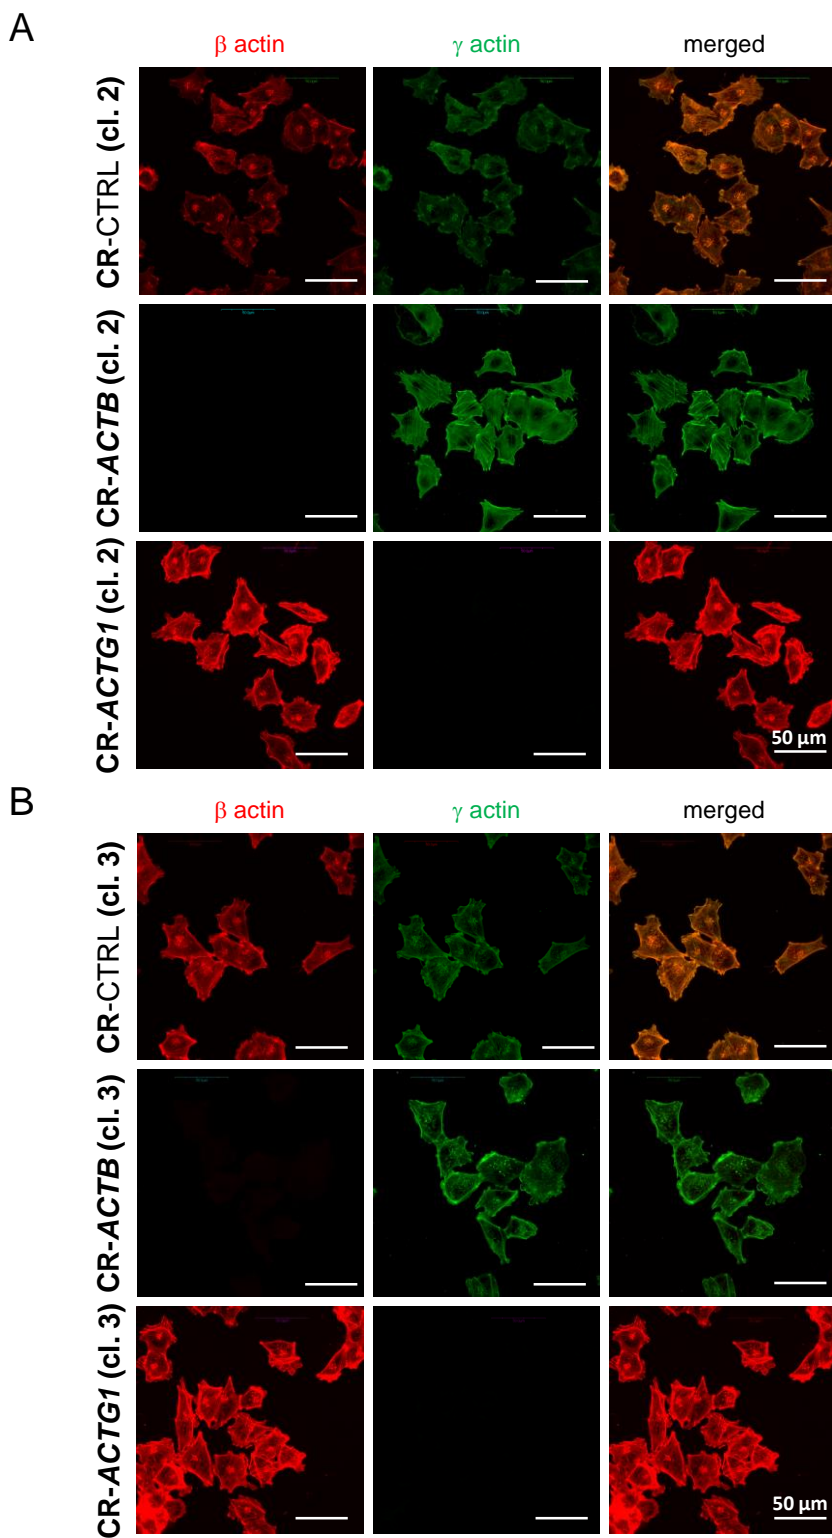 A
β actin
γ actin
merged
CR-CTRL (cl. 2)
CR-ACTB (cl. 2)
CR-ACTG1 (cl. 2)
50 µm
B
β actin
γ actin
merged
CR-CTRL (cl. 3)
CR-ACTB (cl. 3)
CR-ACTG1 (cl. 3)
50 µm